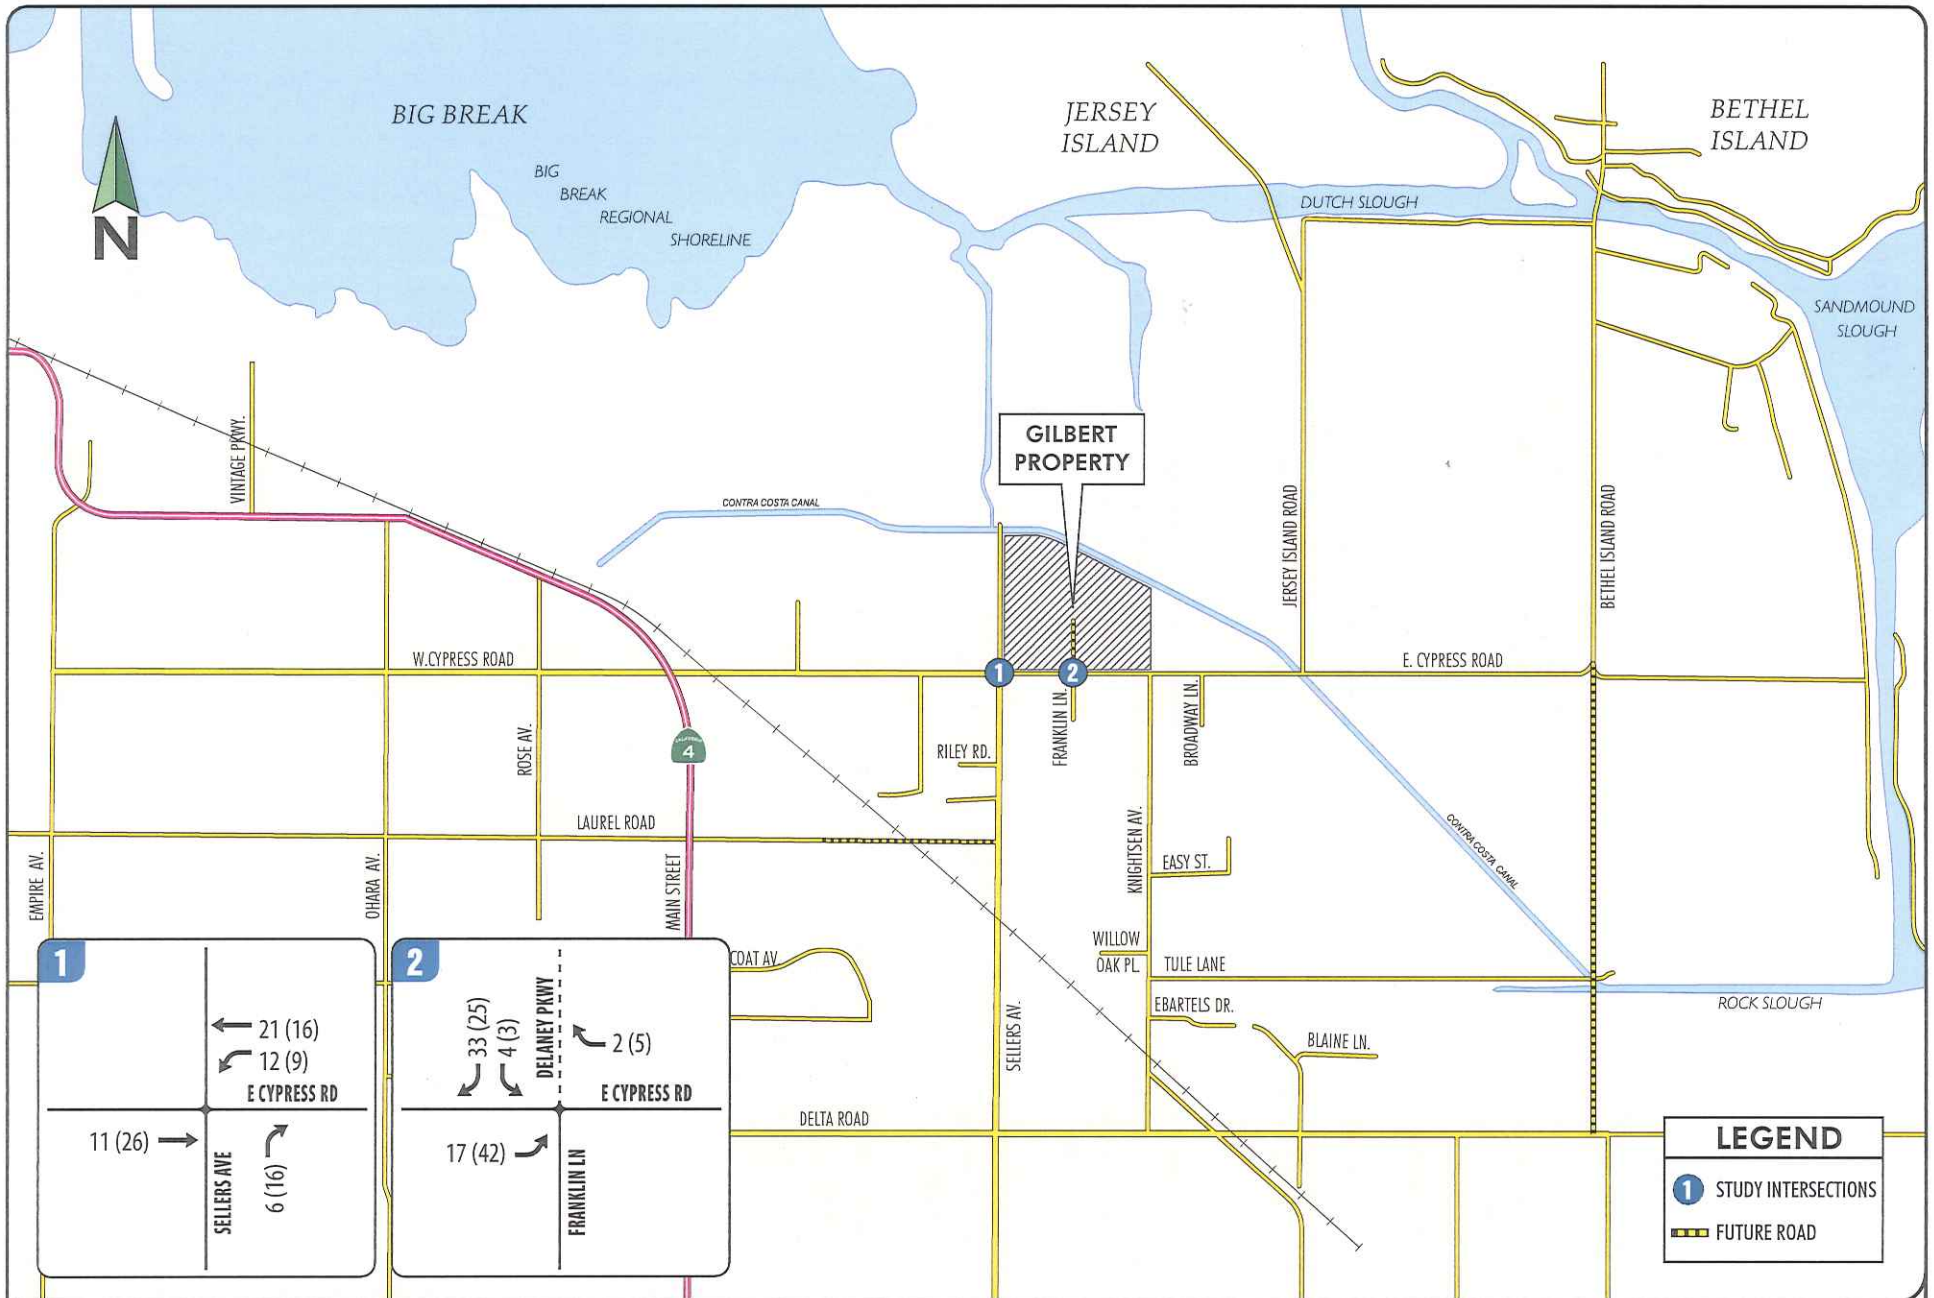 BIG BREAK
JERSEY
ISLAND
BETHEL
ISLAND
BIG
BREAK
REGIONAL
SHORELINE
DUTCH SLOUGH
N
SANDMOUND
SLOUGH
GILBERT
PROPERTY
VINTAGE PKWY.
CONTRA COSTA CANAL
JERSEY ISLAND ROAD
BETHEL ISLAND ROAD
W.CYPRESS ROAD
E. CYPRESS ROAD
1
2
FRANKLIN LN.
BROADWAY LN.
ROSE AV.
CALIFORNIA
4
RILEY RD.
LAUREL ROAD
EMPIRE AV.
OHARA AV.
MAIN STREET
KNIGHTSEN AV.
EASY ST.
CONTRA COSTA CANAL
WILLOW
OAK PL.
TULE LANE
COAT AV.
EBARTELS DR.
ROCK SLOUGH
SELLERS AV.
BLAINE LN.
DELTA ROAD
1
21 (16)
12 (9)
E CYPRESS RD
11 (26)
SELLERS AVE
6 (16)
2
33 (25)
4 (3)
DELANEY PKWY
2 (5)
E CYPRESS RD
17 (42)
FRANKLIN LN
LEGEND
1 STUDY INTERSECTIONS
FUTURE ROAD